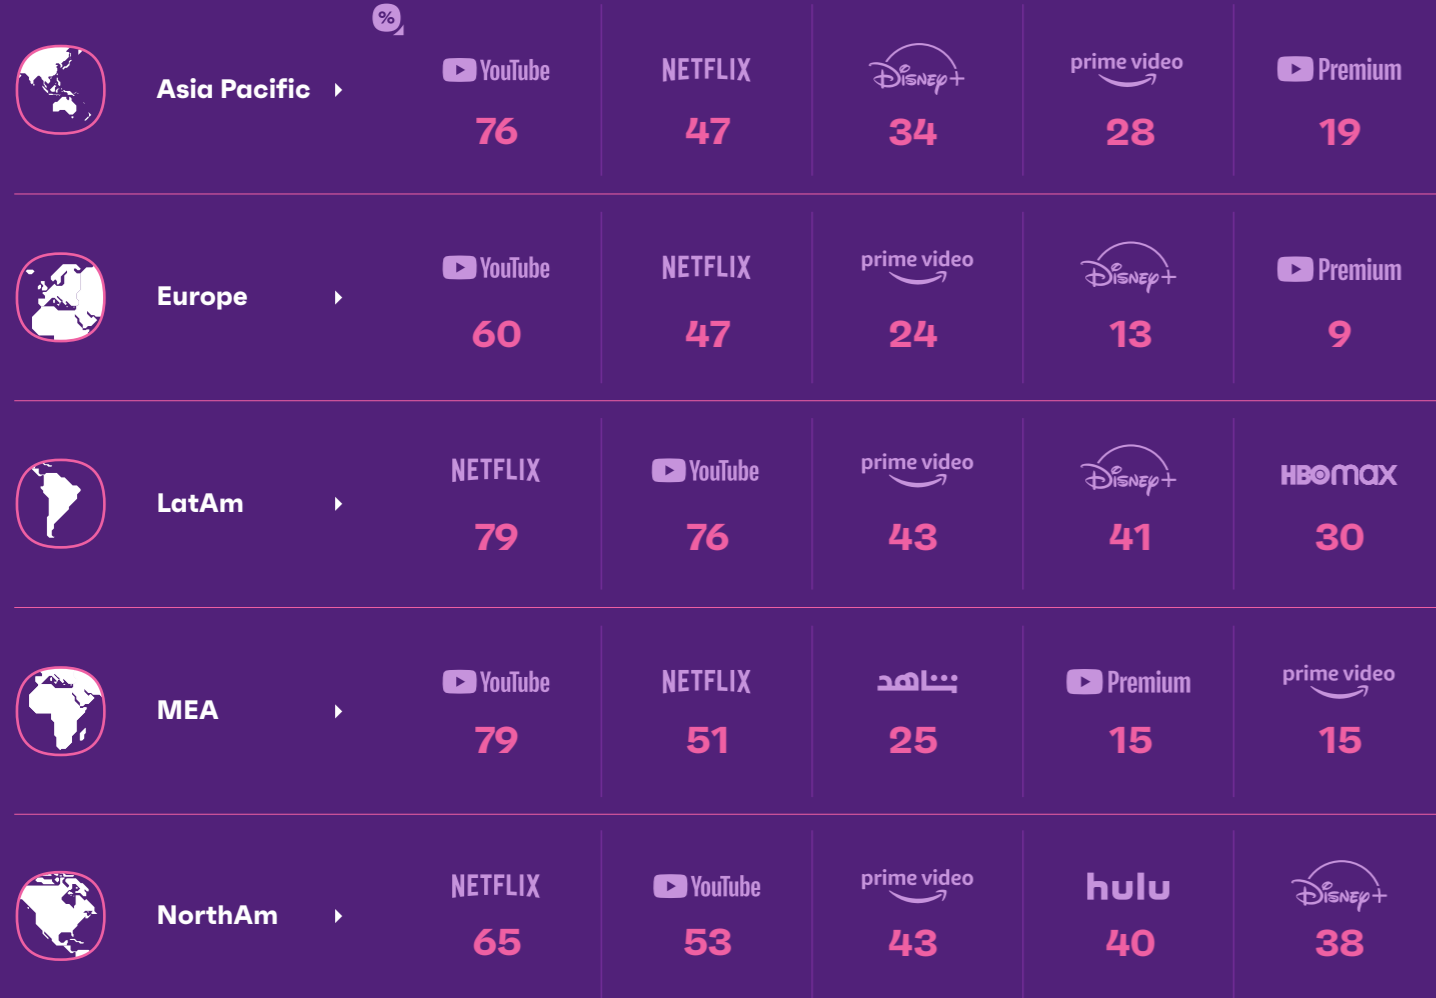 %
Asia Pacific
YouTube
NETFLIX
Disney+
prime video
Premium
76
47
34
28
19
Europe
YouTube
NETFLIX
prime video
Disney+
Premium
60
47
24
13
9
LatAm
NETFLIX
YouTube
prime video
Disney+
HBOmax
79
76
43
41
30
MEA
YouTube
NETFLIX
شاهد
Premium
prime video
79
51
25
15
15
NorthAm
NETFLIX
YouTube
prime video
hulu
Disney+
65
53
43
40
38